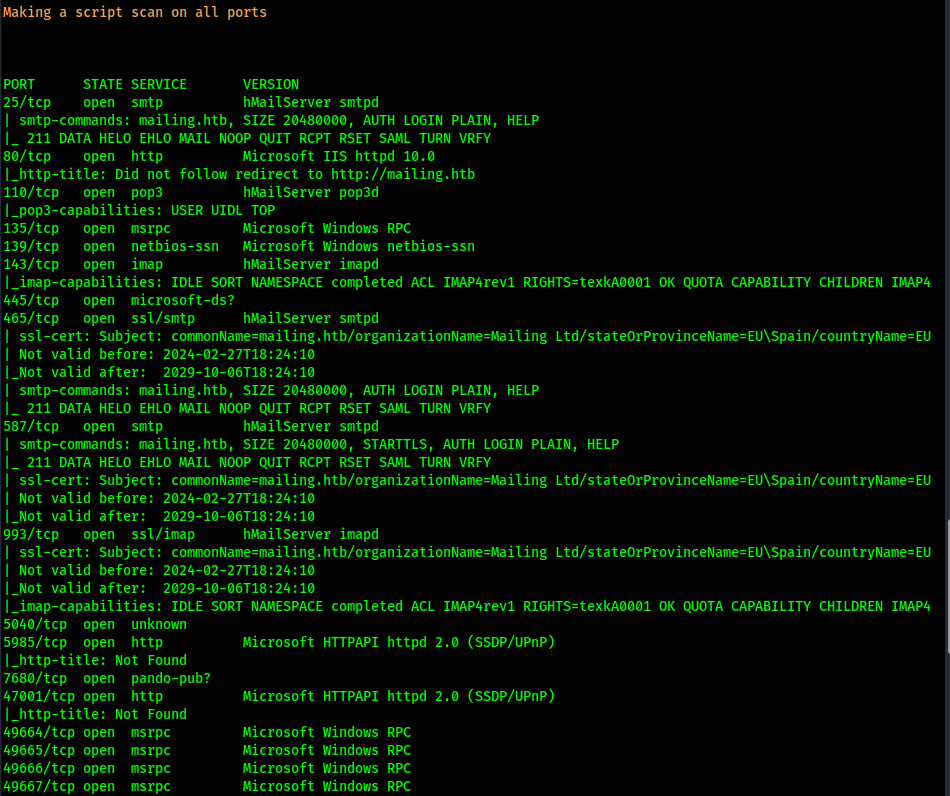 Making a script scan on all ports
PORT      STATE SERVICE       VERSION
25/tcp    open  smtp          hMailServer smtpd
| smtp-commands: mailing.htb, SIZE 20480000, AUTH LOGIN PLAIN, HELP
|_ 211 DATA HELO EHLO MAIL NOOP QUIT RCPT RSET SAML TURN VRFY
80/tcp    open  http          Microsoft IIS httpd 10.0
|_http-title: Did not follow redirect to http://mailing.htb
110/tcp   open  pop3          hMailServer pop3d
|_pop3-capabilities: USER UIDL TOP
135/tcp   open  msrpc         Microsoft Windows RPC
139/tcp   open  netbios-ssn   Microsoft Windows netbios-ssn
143/tcp   open  imap          hMailServer imapd
|_imap-capabilities: IDLE SORT NAMESPACE completed ACL IMAP4rev1 RIGHTS=texkA0001 OK QUOTA CAPABILITY CHILDREN IMAP4
445/tcp   open  microsoft-ds?
465/tcp   open  ssl/smtp      hMailServer smtpd
| ssl-cert: Subject: commonName=mailing.htb/organizationName=Mailing Ltd/stateOrProvinceName=EU\Spain/countryName=EU
| Not valid before: 2024-02-27T18:24:10
|_Not valid after:  2029-10-06T18:24:10
| smtp-commands: mailing.htb, SIZE 20480000, AUTH LOGIN PLAIN, HELP
|_ 211 DATA HELO EHLO MAIL NOOP QUIT RCPT RSET SAML TURN VRFY
587/tcp   open  smtp          hMailServer smtpd
| smtp-commands: mailing.htb, SIZE 20480000, STARTTLS, AUTH LOGIN PLAIN, HELP
|_ 211 DATA HELO EHLO MAIL NOOP QUIT RCPT RSET SAML TURN VRFY
| ssl-cert: Subject: commonName=mailing.htb/organizationName=Mailing Ltd/stateOrProvinceName=EU\Spain/countryName=EU
| Not valid before: 2024-02-27T18:24:10
|_Not valid after:  2029-10-06T18:24:10
993/tcp   open  ssl/imap      hMailServer imapd
| ssl-cert: Subject: commonName=mailing.htb/organizationName=Mailing Ltd/stateOrProvinceName=EU\Spain/countryName=EU
| Not valid before: 2024-02-27T18:24:10
|_Not valid after:  2029-10-06T18:24:10
|_imap-capabilities: IDLE SORT NAMESPACE completed ACL IMAP4rev1 RIGHTS=texkA0001 OK QUOTA CAPABILITY CHILDREN IMAP4
5040/tcp  open  unknown
5985/tcp  open  http          Microsoft HTTPAPI httpd 2.0 (SSDP/UPnP)
|_http-title: Not Found
7680/tcp  open  pando-pub?
47001/tcp open  http          Microsoft HTTPAPI httpd 2.0 (SSDP/UPnP)
|_http-title: Not Found
49664/tcp open  msrpc         Microsoft Windows RPC
49665/tcp open  msrpc         Microsoft Windows RPC
49666/tcp open  msrpc         Microsoft Windows RPC
49667/tcp open  msrpc         Microsoft Windows RPC